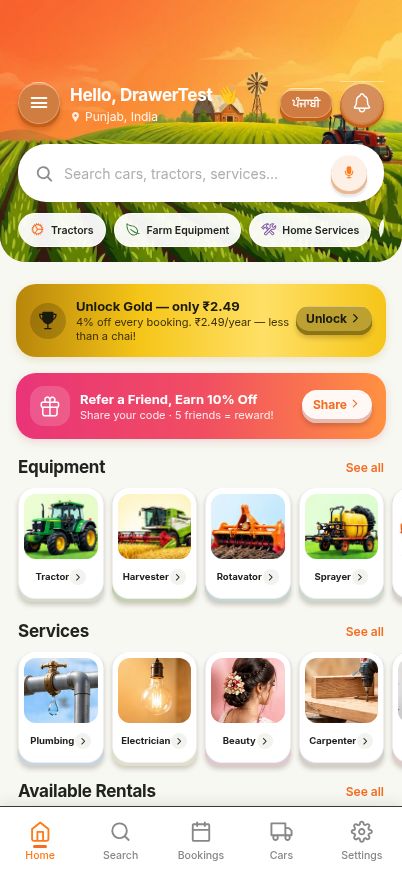 Hello, DrawerTest 👋
Punjab, India
ਪੰਜਾਬੀ
Search cars, tractors, services...
Tractors
Farm Equipment
Home Services
Unlock Gold — only ₹2.49
4% off every booking. ₹2.49/year — less
than a chai!
Unlock
Refer a Friend, Earn 10% Off
Share your code · 5 friends = reward!
Share
Equipment
See all
Tractor
Harvester
Rotavator
Sprayer
Services
See all
Plumbing
Electrician
Beauty
Carpenter
Available Rentals
See all
Home
Search
Bookings
Cars
Settings